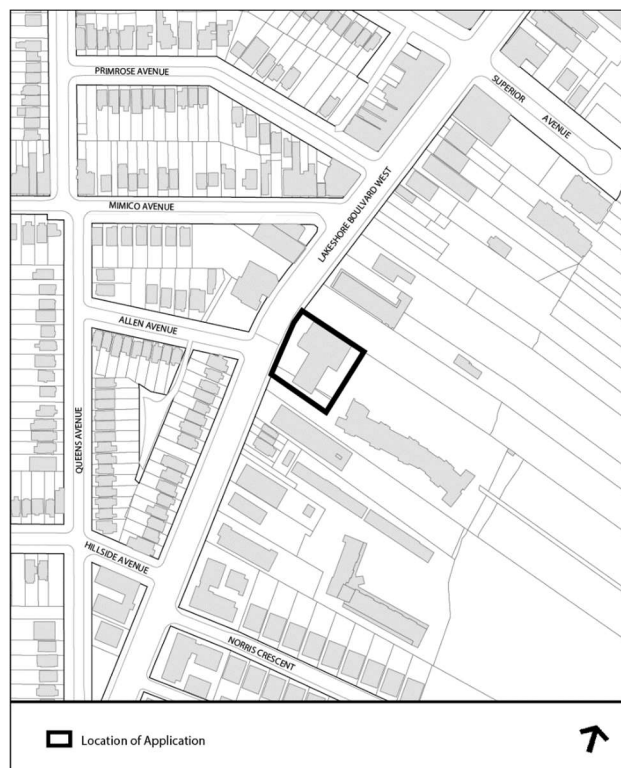 PRIMROSE AVENUE
SUPERIOR AVENUE
LAKESHORE BOULVARD WEST
MIMICO AVENUE
ALLEN AVENUE
QUEENS AVENUE
HILLSIDE AVENUE
NORRIS CRESCENT
Location of Application